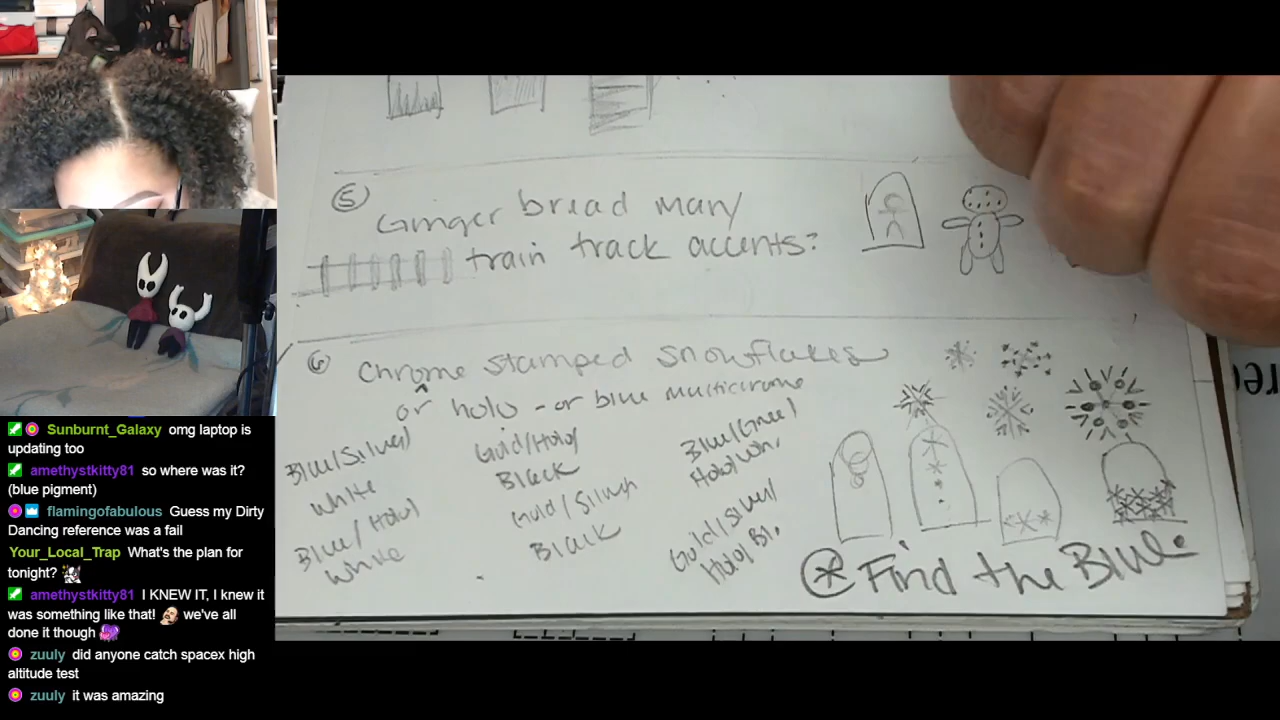 5
Ginger bread man/
train track accents?
6 chrome stamped snowflakes
or holo - or blue multichrome
Blue/Silver/
White
Blue/Holo/
White
Gold/Holo/
Black
Gold/Silver
Black
Blue/Green/
Holo/Wh.
Gold/Silver/
Holo/Bl.
* Find the Blue.
Sunburnt_Galaxy omg laptop is
updating too
amethystkitty81 so where was it?
(blue pigment)
flamingofabulous Guess my Dirty
Dancing reference was a fail
Your_Local_Trap What's the plan for
tonight?
amethystkitty81 I KNEW IT, I knew it
was something like that! we've all
done it though
zuuly did anyone catch spacex high
altitude test
zuuly it was amazing